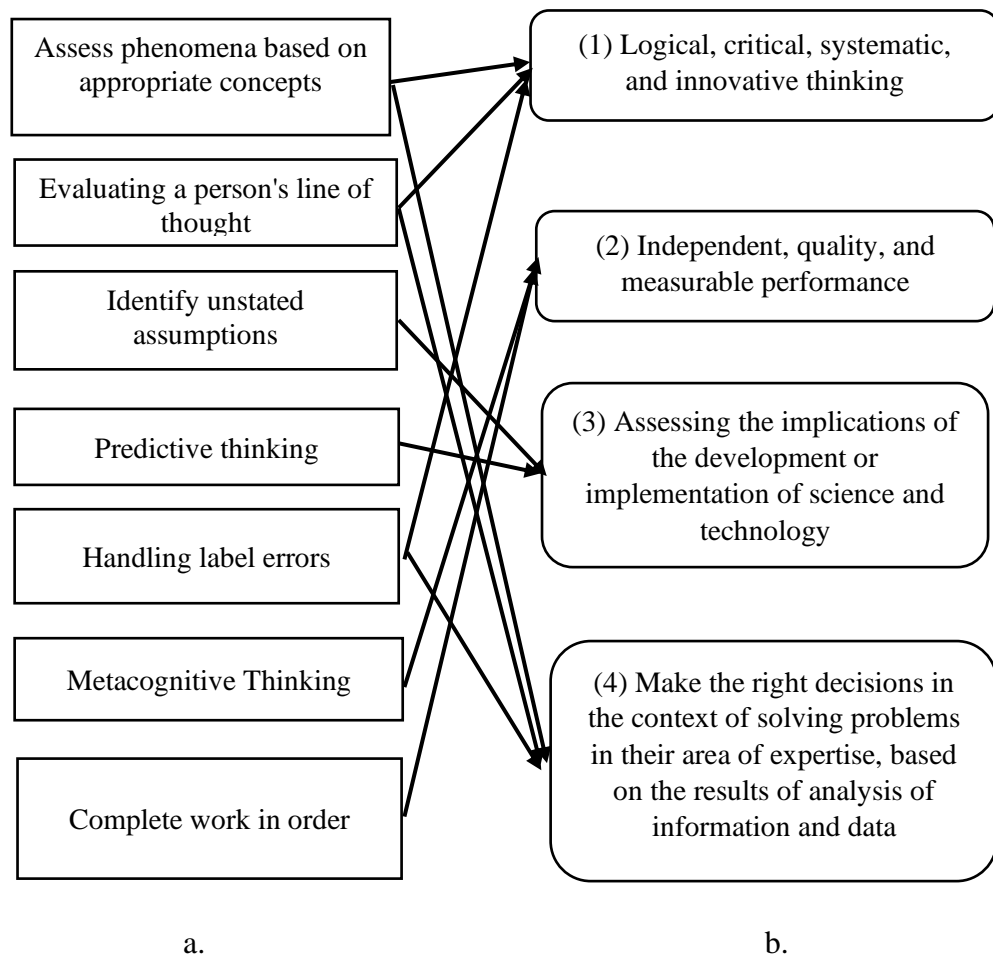 Assess phenomena based on
appropriate concepts
Evaluating a person's line of
thought
Identify unstated
assumptions
Predictive thinking
Handling label errors
Metacognitive Thinking
Complete work in order
a.
(1) Logical, critical, systematic,
and innovative thinking
(2) Independent, quality, and
measurable performance
(3) Assessing the implications of
the development or
implementation of science and
technology
(4) Make the right decisions in
the context of solving problems
in their area of expertise, based
on the results of analysis of
information and data
b.